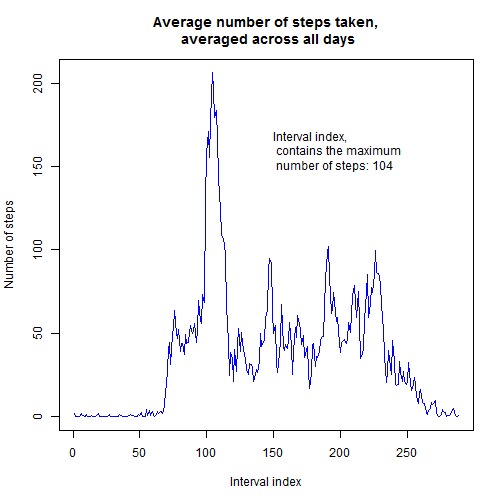 Average number of steps taken,
averaged across all days
Number of steps
200
150
100
50
0
Interval index,
contains the maximum
number of steps: 104
0 50 100 150 200 250
Interval index